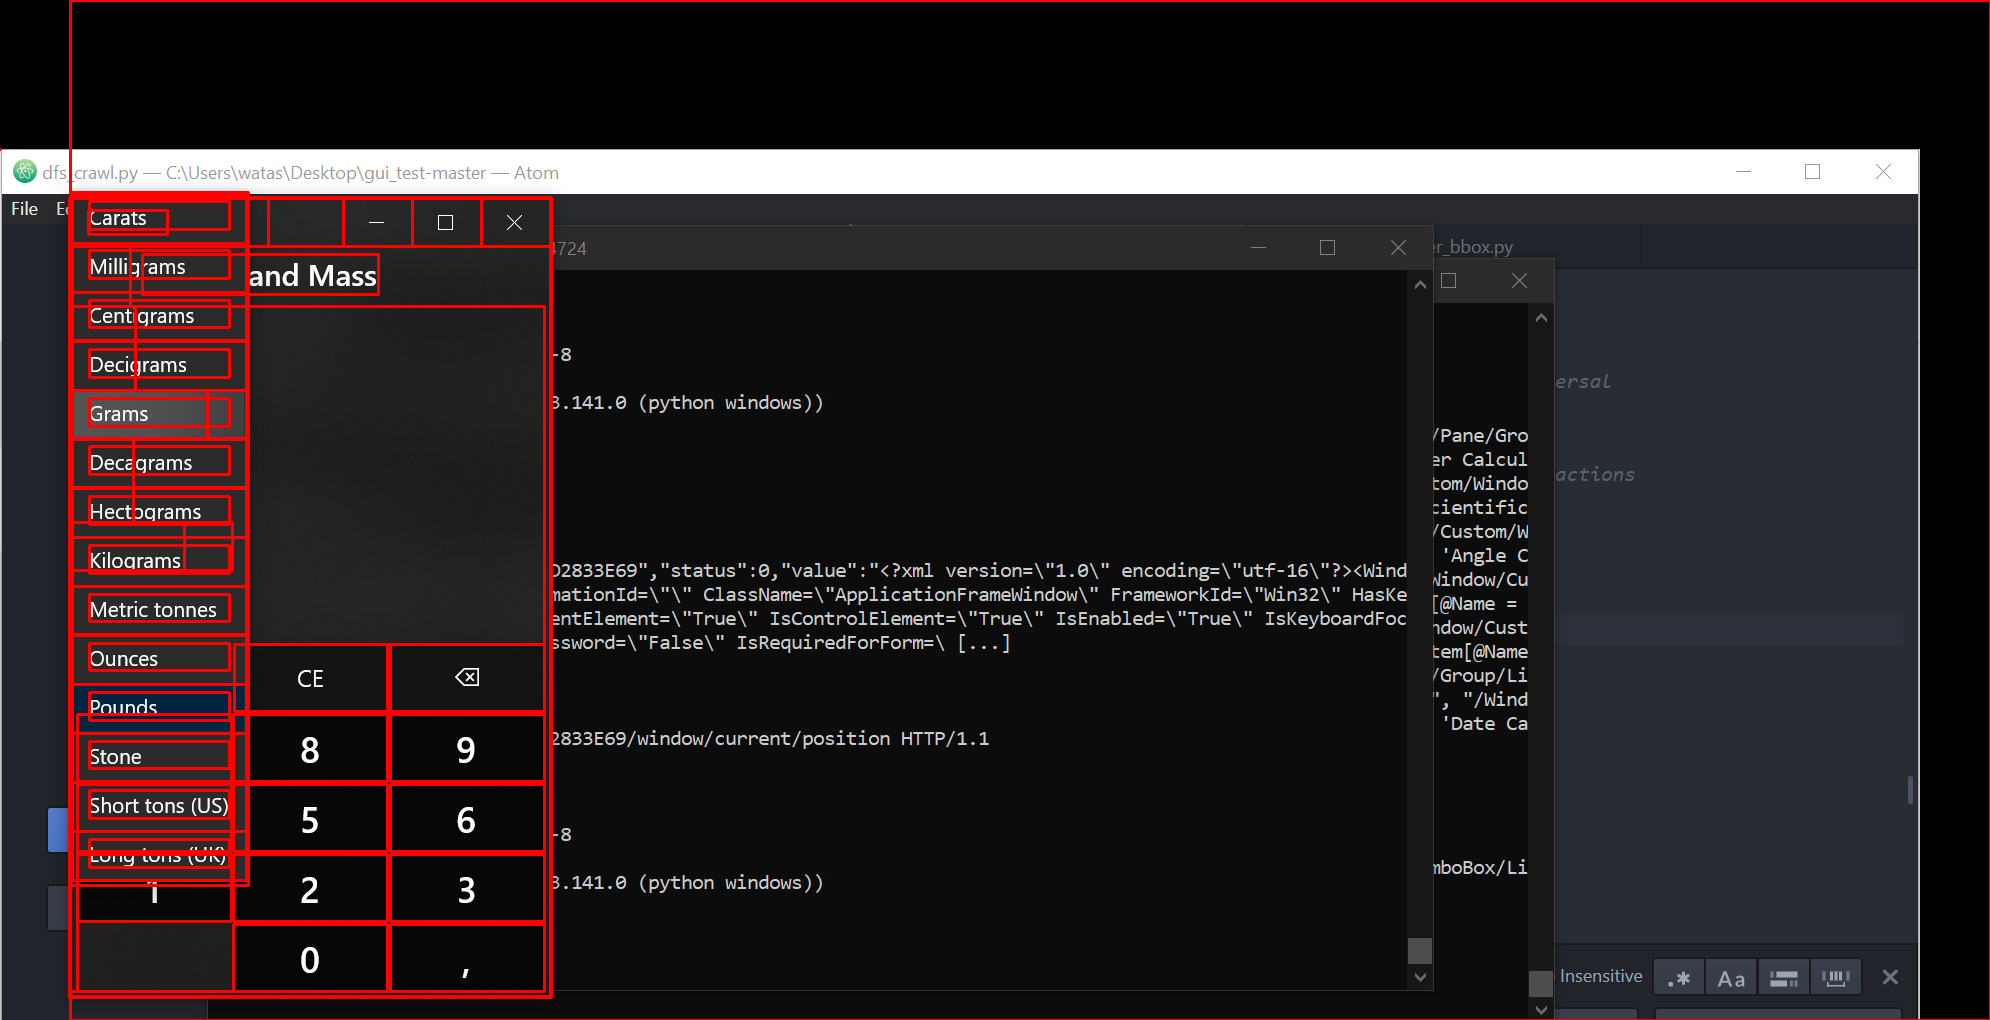 dfs_crawl.py — C:\Users\watas\Desktop\gui_test-master — Atom
File
Carats
Milligrams
and Mass
Centigrams
Decigrams
Grams
Decagrams
Hectograms
Kilograms
Metric tonnes
Ounces
Pounds
Stone
Short tons (US)
Long tons (UK)
CE
8
9
5
6
1
2
3
0
,
4724
-8
3.141.0 (python windows))
D2833E69","status":0,"value":"<?xml version=\"1.0\" encoding=\"utf-16\"?><Wind
mationId=\"\" ClassName=\"ApplicationFrameWindow\" FrameworkId=\"Win32\" HasKe
entElement=\"True\" IsControlElement=\"True\" IsEnabled=\"True\" IsKeyboardFoc
ssword=\"False\" IsRequiredForForm=\ [...]
2833E69/window/current/position HTTP/1.1
-8
3.141.0 (python windows))
er_bbox.py
/Pane/Gro
er Calcul
tom/Windo
cientific
/Custom/W
'Angle C
Window/Cu
[@Name =
ndow/Cust
tem[@Name
/Group/Li
", "/Wind
'Date Ca
mboBox/Li
ersal
actions
Insensitive
.*
Aa